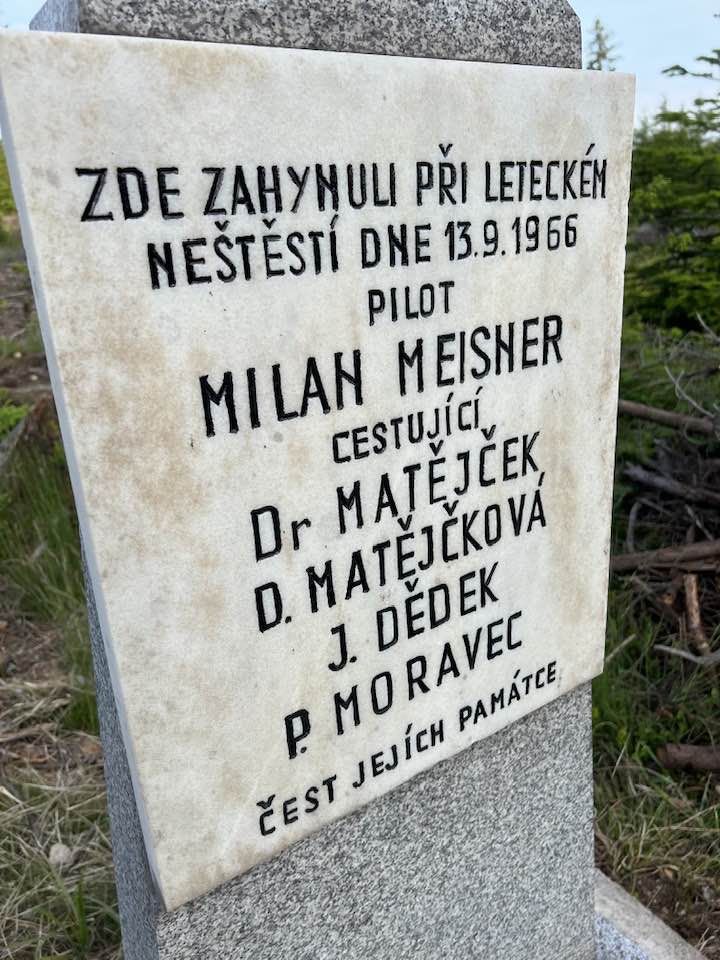 ZDE ZAHYNULI PŘI LETECKÉM
NEŠTĚSTÍ DNE 13.9.1966
PILOT
MILAN MEISNER
CESTUJÍCÍ
Dr MATĚJČEK
D. MATĚJČKOVÁ
J. DĚDEK
P. MORAVEC
ČEST JEJÍCH PAMÁTCE